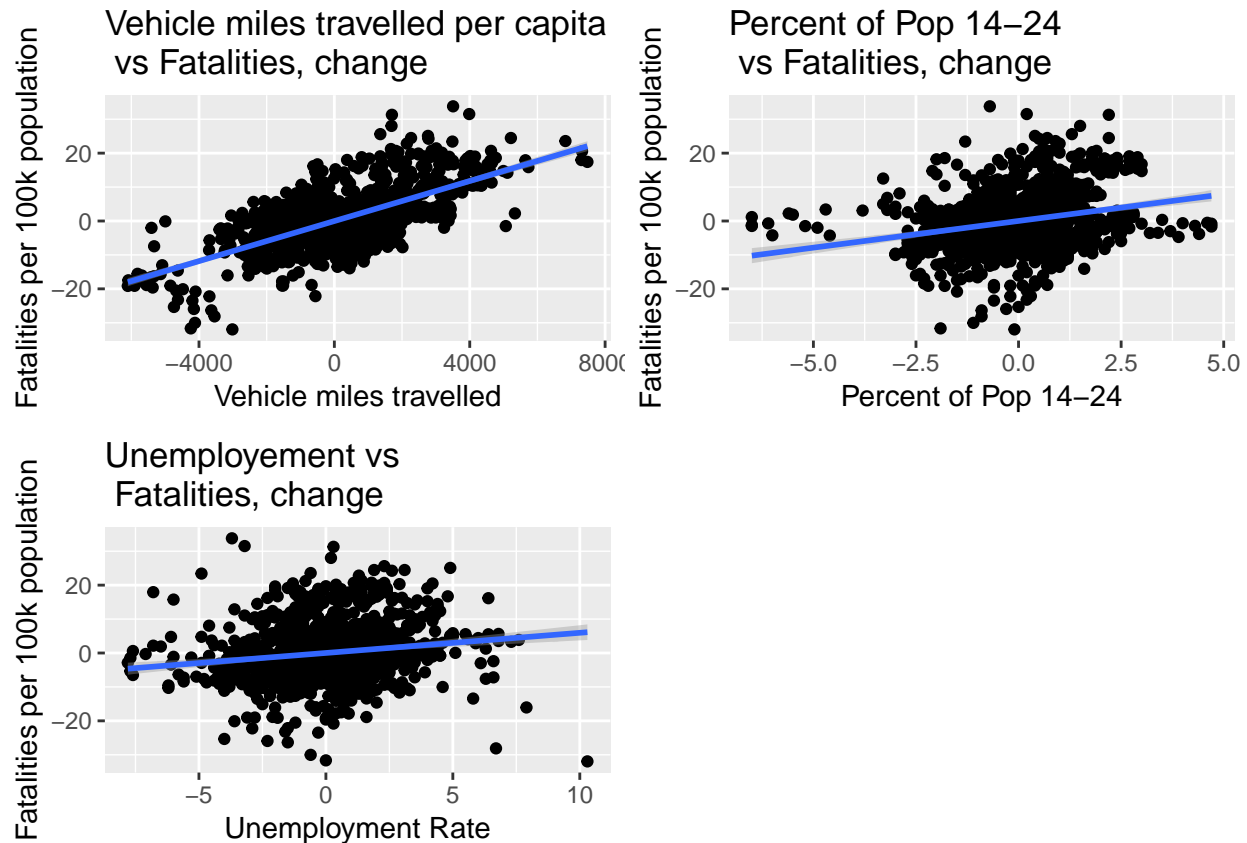 Vehicle miles travelled per capita
vs Fatalities, change
Fatalities per 100k population
20
0
−20
−4000
0
4000
8000
Vehicle miles travelled
Percent of Pop 14−24
vs Fatalities, change
Fatalities per 100k population
20
0
−20
−5.0
−2.5
0.0
2.5
5.0
Percent of Pop 14−24
Unemployement vs
Fatalities, change
Fatalities per 100k population
20
0
−20
−5
0
5
10
Unemployment Rate